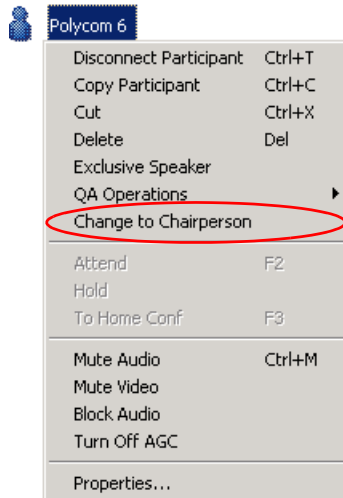 Polycom 6
Disconnect Participant Ctrl+T
Copy Participant Ctrl+C
Cut Ctrl+X
Delete Del
Exclusive Speaker
QA Operations
Change to Chairperson
Attend F2
Hold
To Home Conf F3
Mute Audio Ctrl+M
Mute Video
Block Audio
Turn Off AGC
Properties...